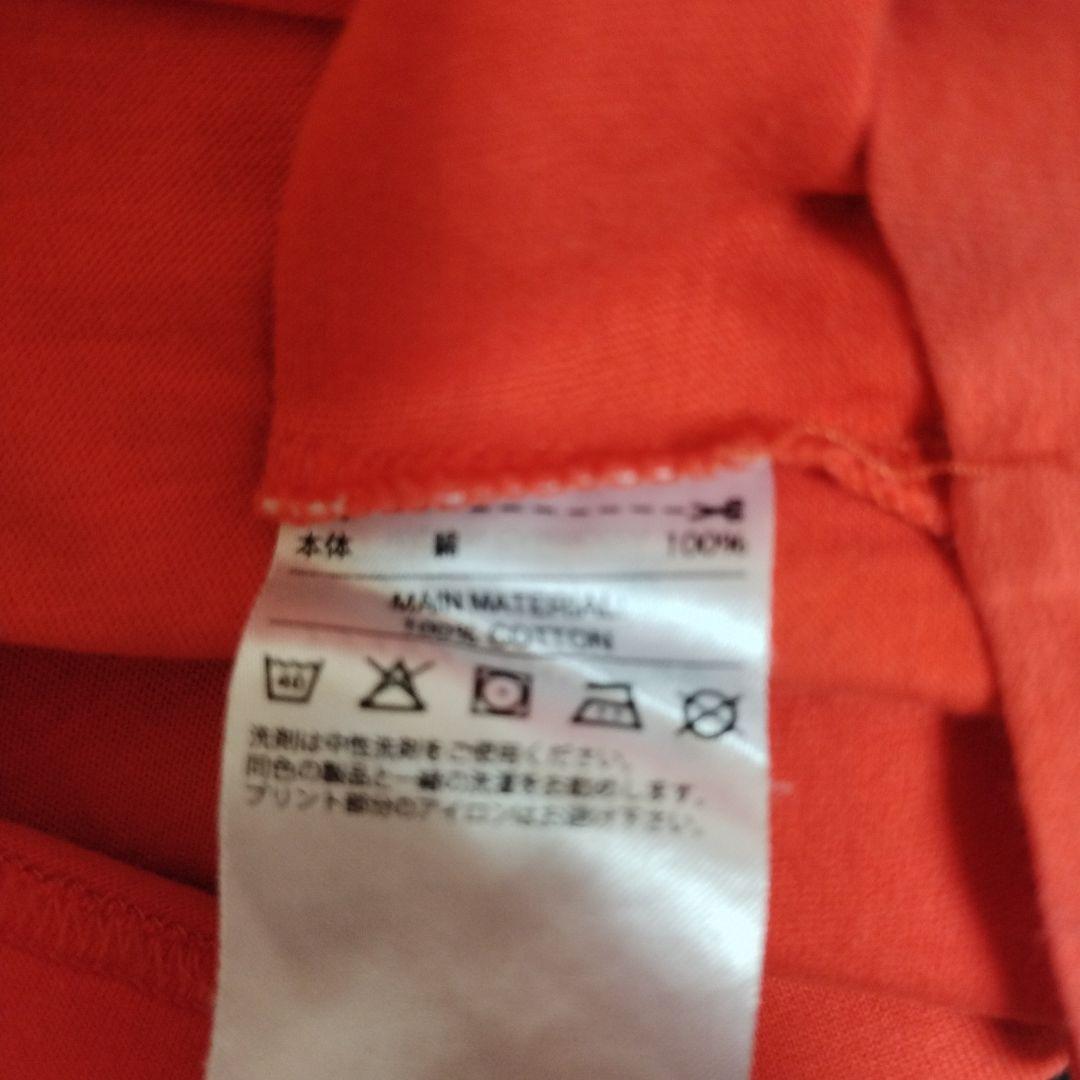 本体 綿 100%
MAIN MATERIAL:
100% COTTON
40
洗剤は中性洗剤をご使用ください。
同色の製品と一緒の洗濯をお勧めします。
プリント部分のアイロンはお避け下さい。